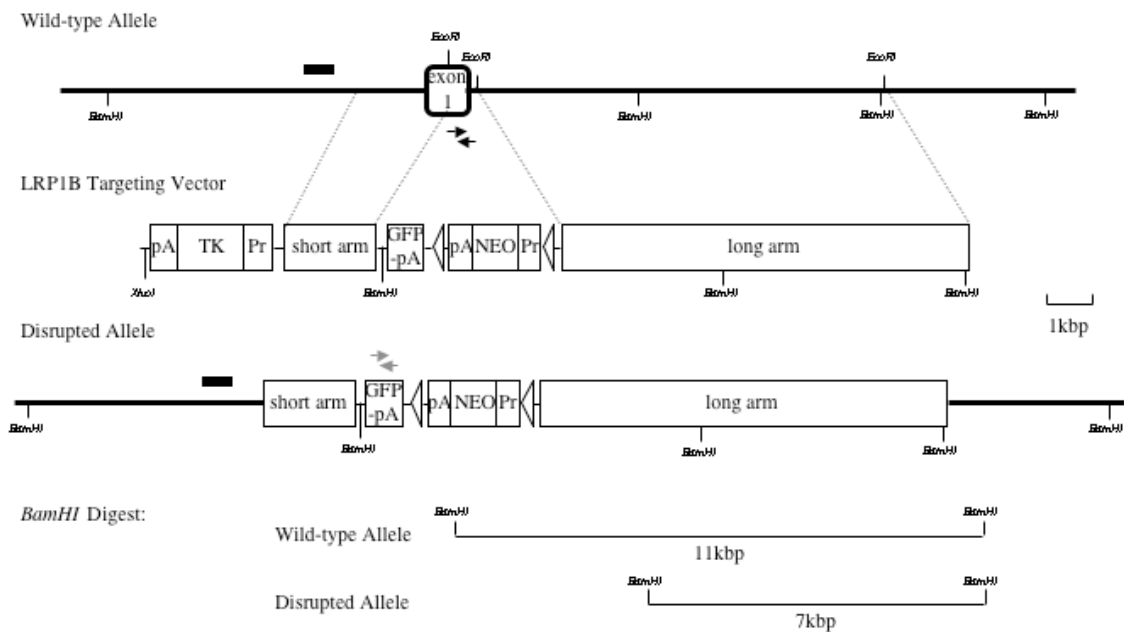 Wild-type Allele
EcoRI
EcoRI
EcoRI
exon
1
BamHI
BamHI
BamHI
BamHI
LRP1B Targeting Vector
pA TK Pr short arm GFP -pA pA NEO Pr long arm
XhoI
BamHI
BamHI
BamHI
1kbp
Disrupted Allele
short arm GFP -pA pA NEO Pr long arm
BamHI
BamHI
BamHI
BamHI
BamHI
BamHI Digest:
BamHI
BamHI
Wild-type Allele
11kbp
BamHI
BamHI
Disrupted Allele
7kbp